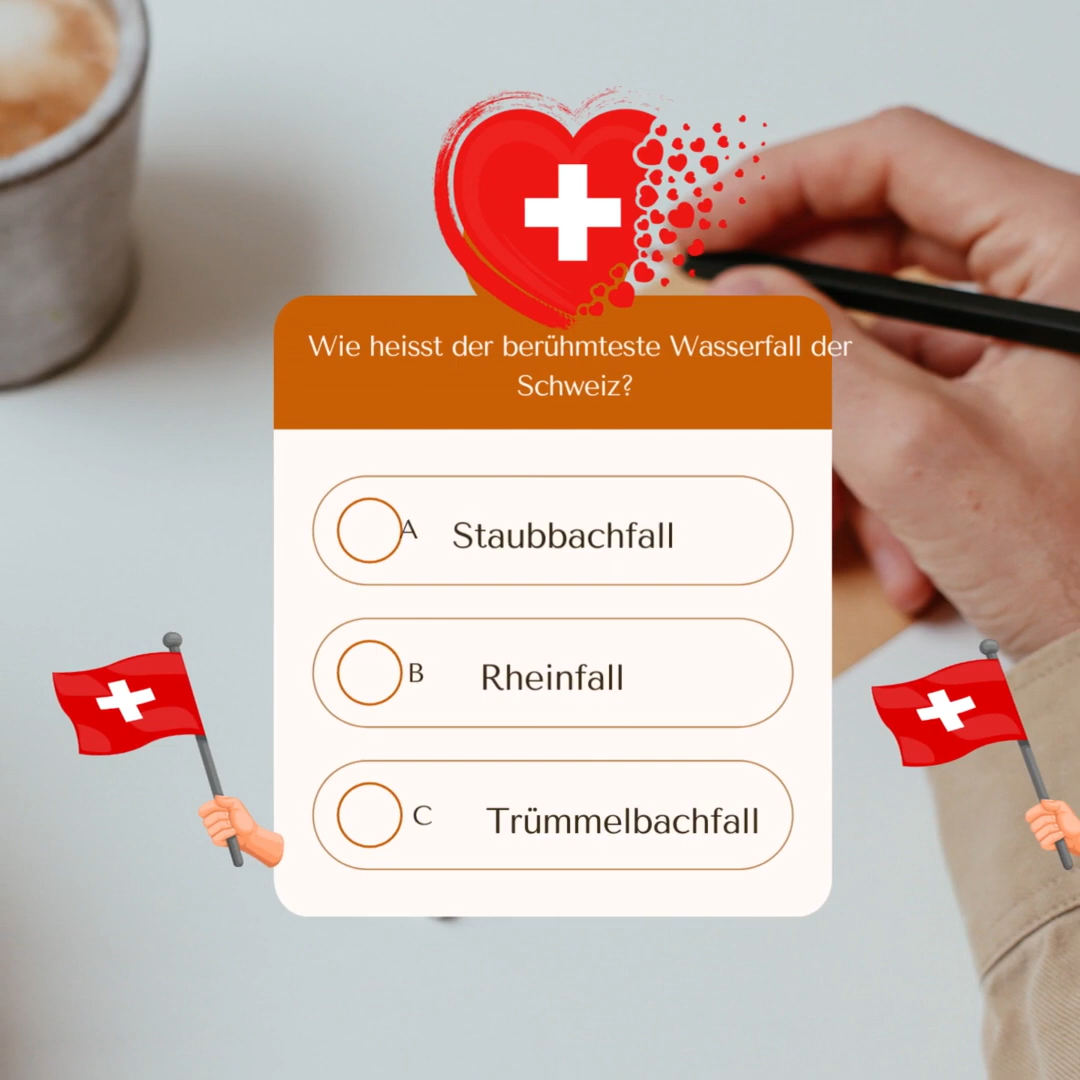 Wie heisst der berühmteste Wasserfall der
Schweiz?
A Staubbachfall
B Rheinfall
C Trümmelbachfall